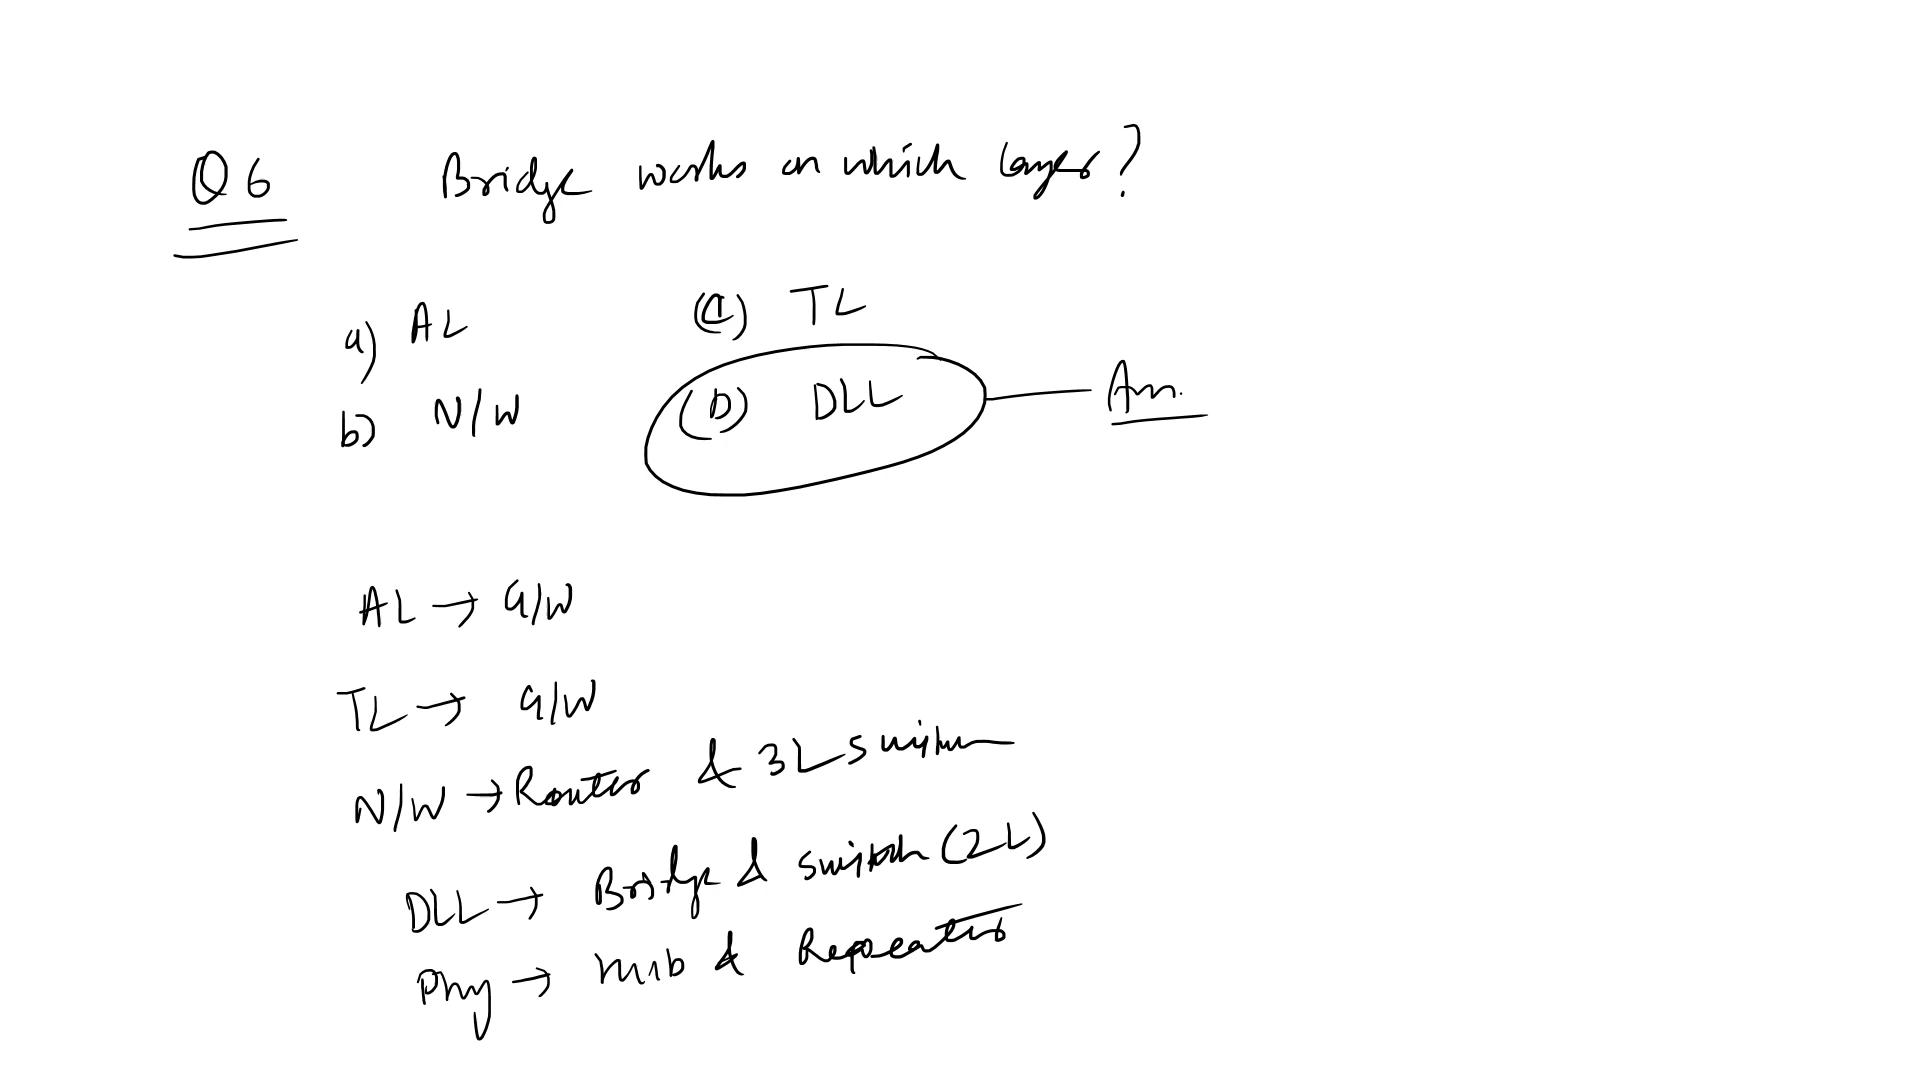 Q6 Bridge works on which layer?
a) AL (C) TL
b) N/W (D) DLL Ans.
AL → G/W
TL → G/W
N/W → Router & 3L Switch
DLL → Bridge & Switch (2L)
Phy → Hub & Repeater